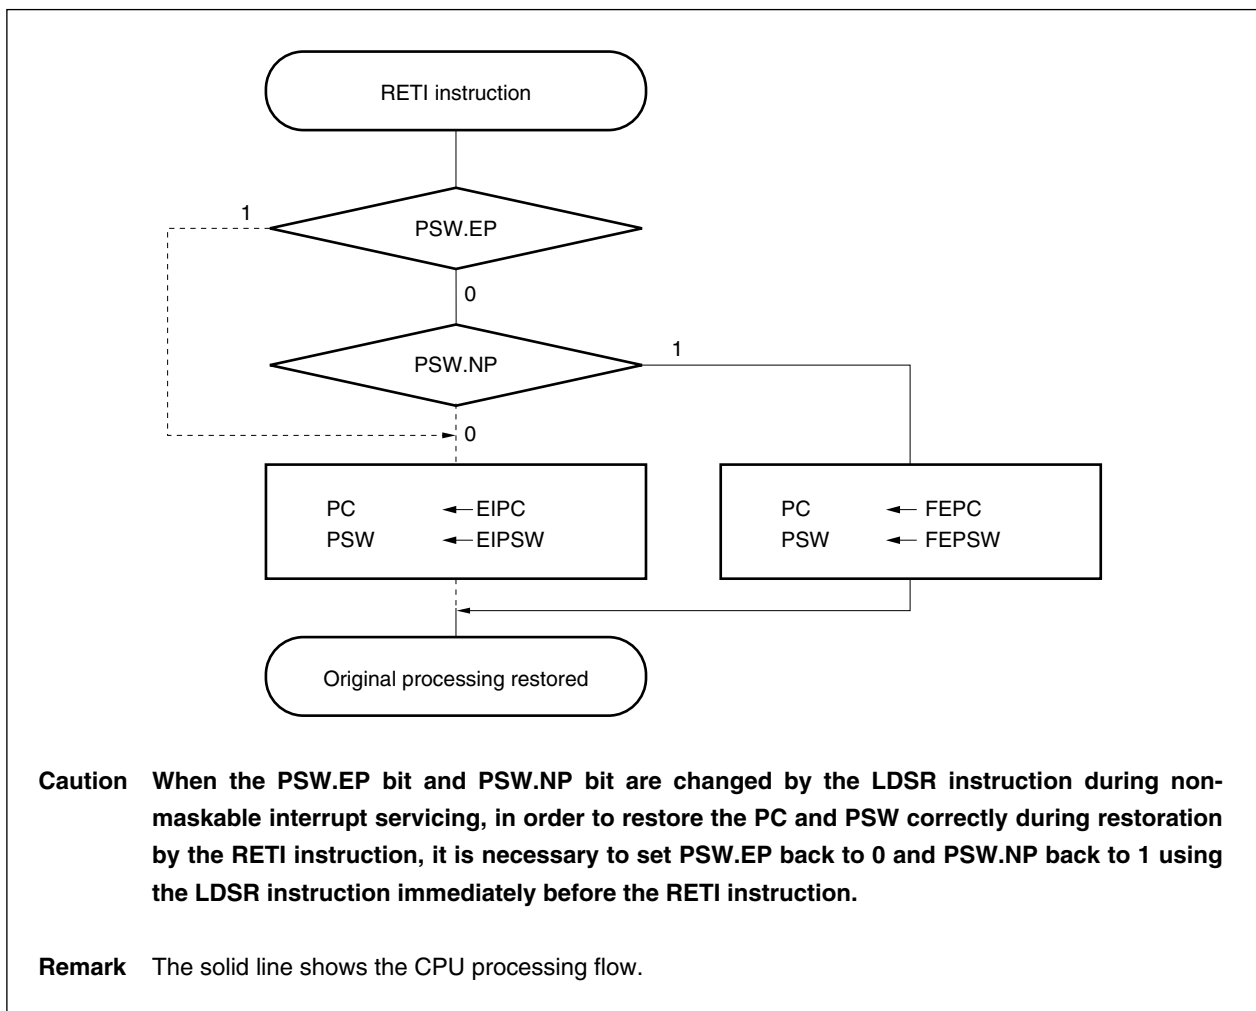 RETI instruction
1
PSW.EP
0
PSW.NP
1
0
PC ← EIPC
PSW ← EIPSW
PC ← FEPC
PSW ← FEPSW
Original processing restored
Caution When the PSW.EP bit and PSW.NP bit are changed by the LDSR instruction during non-
maskable interrupt servicing, in order to restore the PC and PSW correctly during restoration
by the RETI instruction, it is necessary to set PSW.EP back to 0 and PSW.NP back to 1 using
the LDSR instruction immediately before the RETI instruction.
Remark The solid line shows the CPU processing flow.